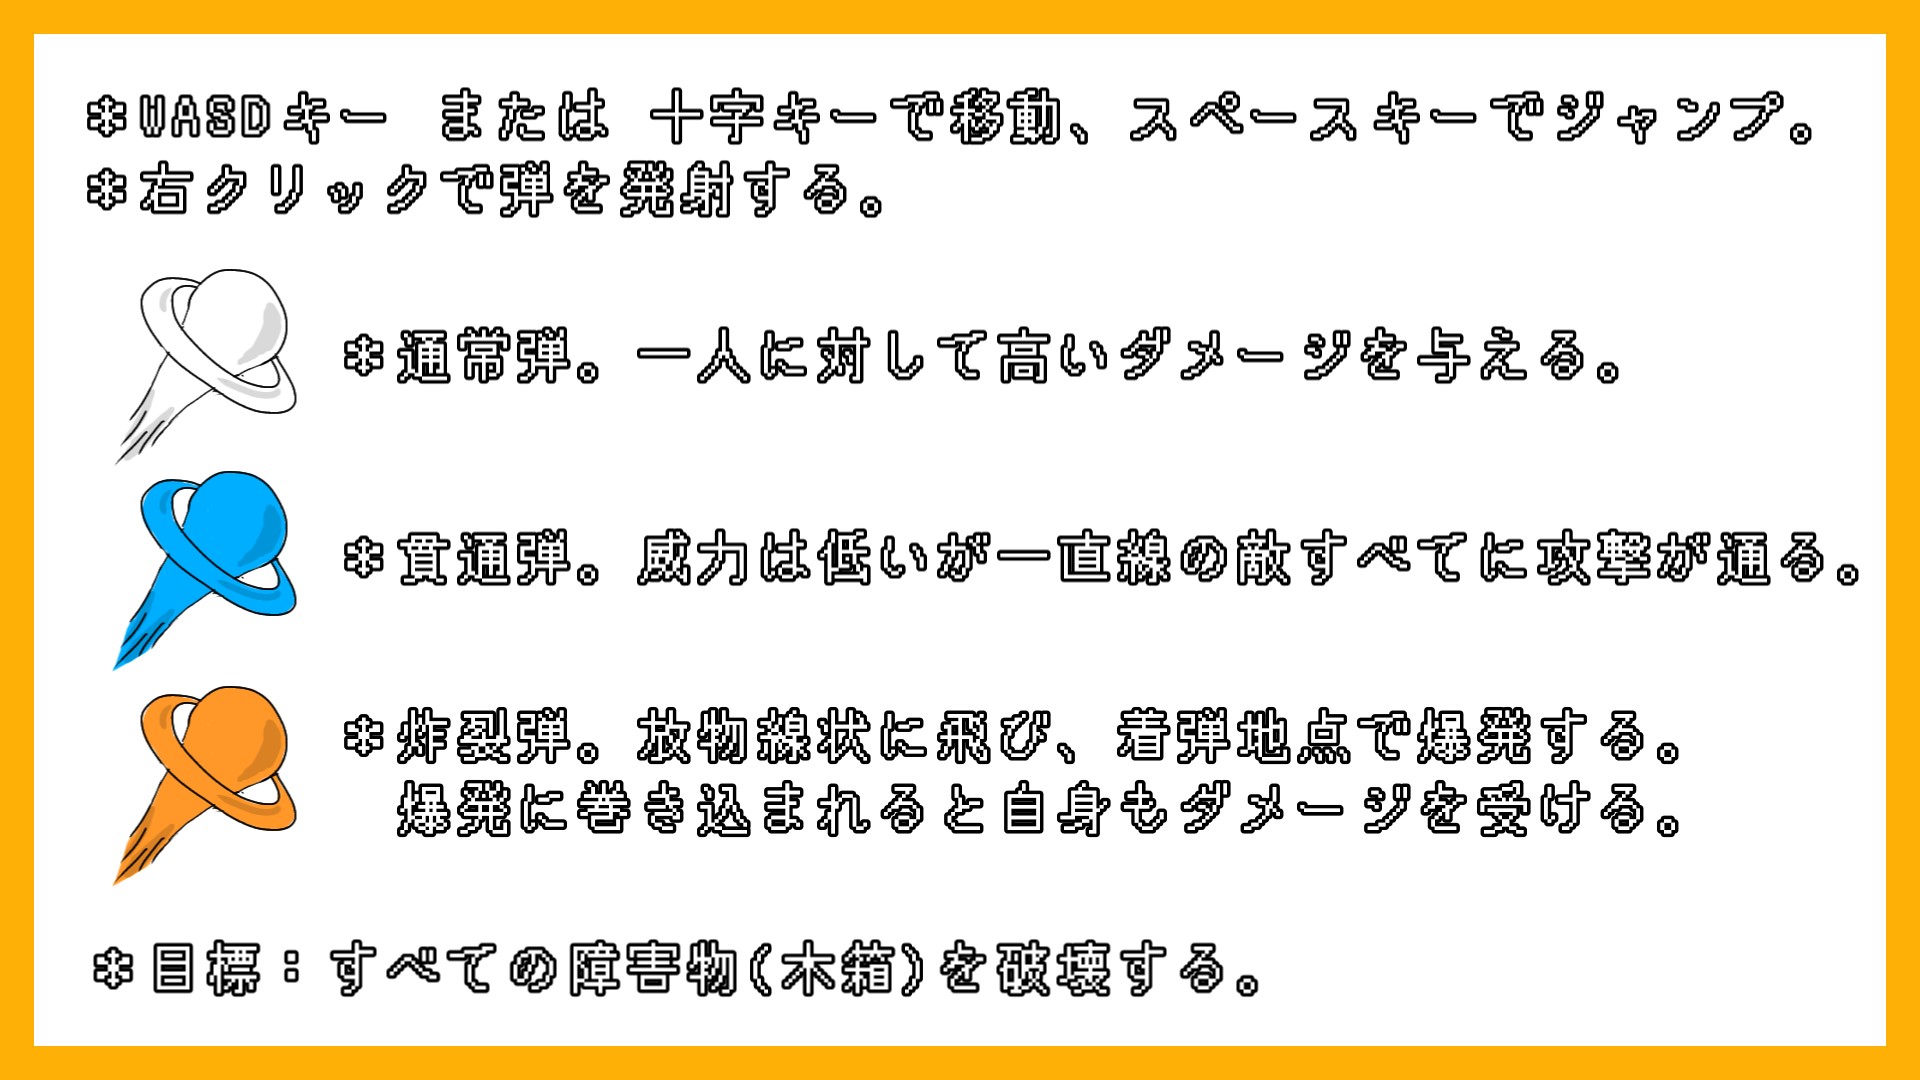 *WASDキー または 十字キーで移動、スペースキーでジャンプ。
*右クリックで弾を発射する。
*通常弾。一人に対して高いダメージを与える。
*貫通弾。威力は低いが一直線の敵すべてに攻撃が通る。
*炸裂弾。放物線状に飛び、着弾地点で爆発する。
爆発に巻き込まれると自身もダメージを受ける。
*目標：すべての障害物(木箱)を破壊する。